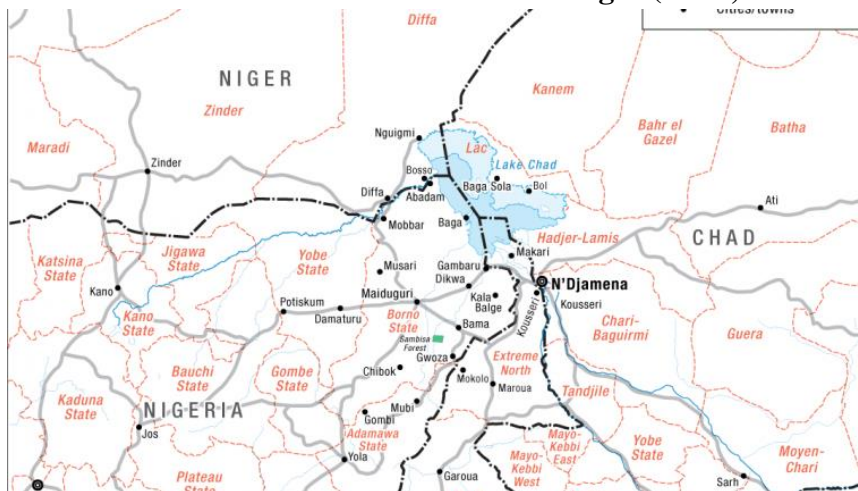 Diffa
Cities/towns
NIGER
Zinder
Kanem
Bahr el
Gazel
Batha
Maradi
Nguigmi
Lac
Lake Chad
Zinder
Bosso
Abadam
Baga Sola
Bol
Diffa
Mobbar
Baga
Ati
Hadjer-Lamis
CHAD
Katsina
State
Jigawa
State
Yobe
State
Makari
Musari
Gambaru
Dikwa
N'Djamena
Kano
Maiduguri
Kala
Balge
Kousseri
Kousseri
Potiskum
Kano
State
Damaturu
Borno
State
Bama
Chari-
Baguirmi
Guera
Sambisa
Forest
Gwoza
Extreme
North
Bauchi
State
Gombe
State
Chibok
Mokolo
Maroua
Tandjile
Kaduna
State
NIGERIA
Gombi
Mubi
Jos
Adamawa
State
Mayo-
Kebbi
East
Mayo-
Kebbi
West
Yobe
State
Moyen-
Chari
Yola
Plateau
State
Garoua
Sarh